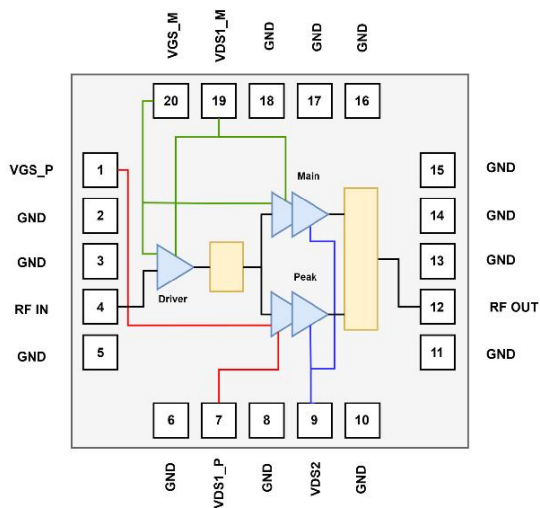 VGS_M
VDS1_M
GND
GND
GND
20
19
18
17
16
VGS_P
1
15
GND
Main
GND
2
14
GND
GND
3
13
GND
Peak
Driver
RF IN
4
12
RF OUT
GND
5
11
GND
6
7
8
9
10
GND
VDS1_P
GND
VDS2
GND